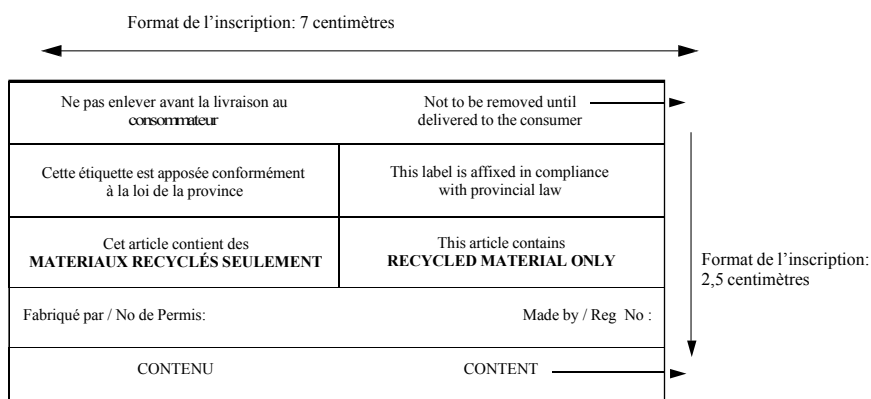 Format de l’inscription: 7 centimètres
Ne pas enlever avant la livraison au
consommateur
Not to be removed until
delivered to the consumer
Cette étiquette est apposée conformément
à la loi de la province
This label is affixed in compliance
with provincial law
Cet article contient des
MATERIAUX RECYCLÉS SEULEMENT
This article contains
RECYCLED MATERIAL ONLY
Format de l’inscription:
2,5 centimètres
Fabriqué par / No de Permis:
Made by / Reg No :
CONTENU
CONTENT